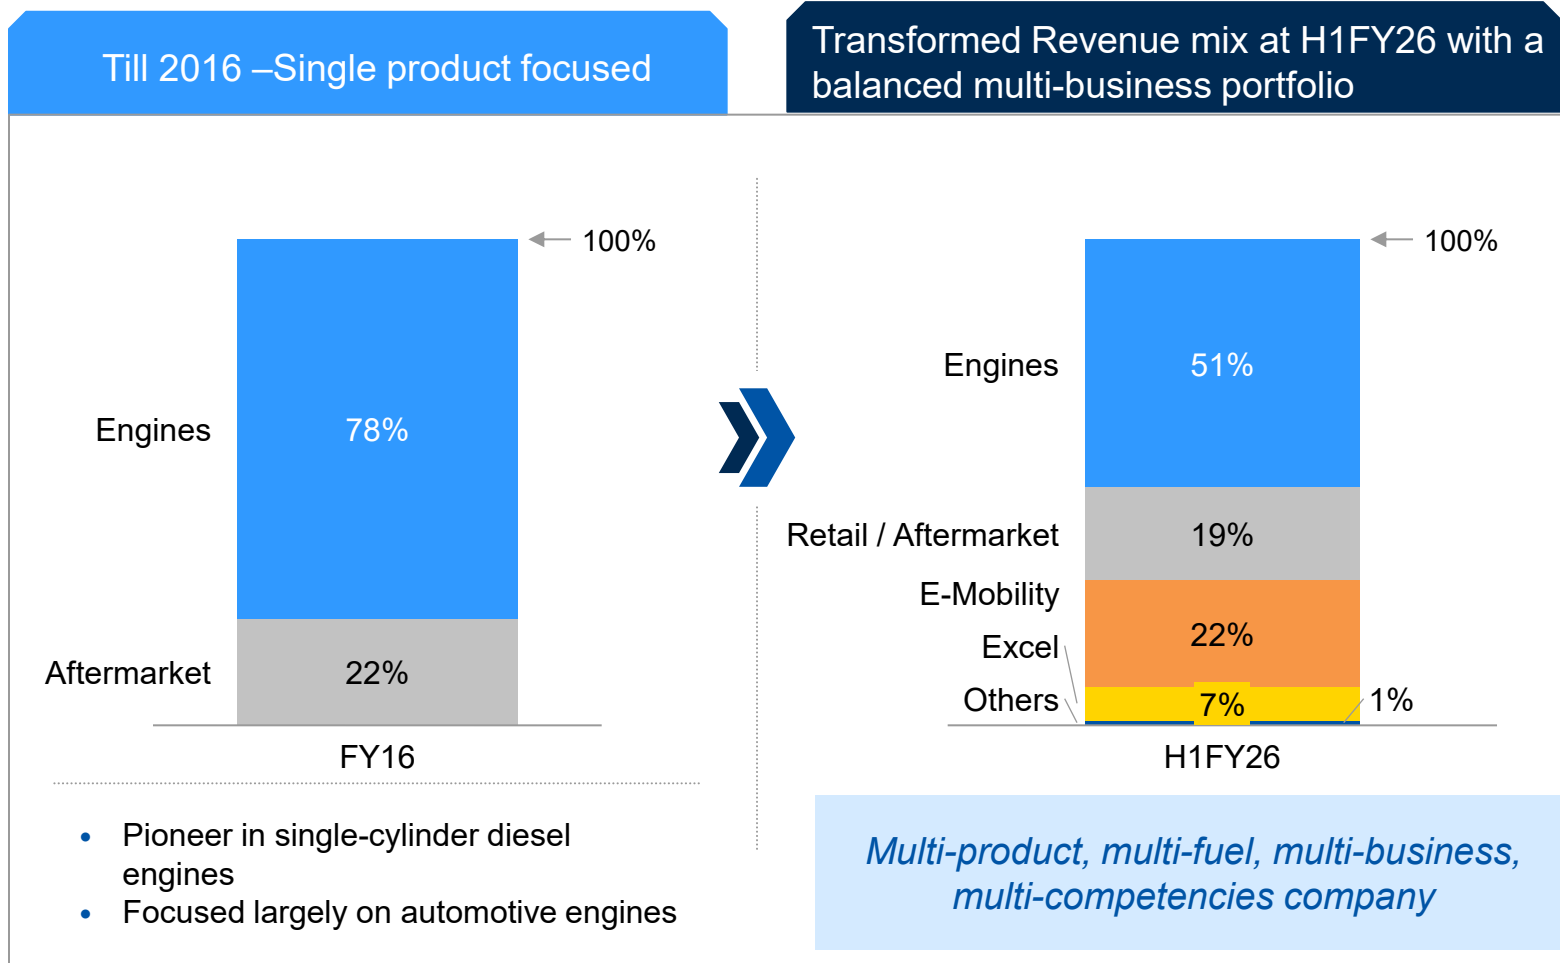 Till 2016 –Single product focused
100%
Engines
78%
Aftermarket
22%
FY16
• Pioneer in single-cylinder diesel
engines
• Focused largely on automotive engines
Transformed Revenue mix at H1FY26 with a
balanced multi-business portfolio
100%
Engines
51%
Retail / Aftermarket
19%
E-Mobility
22%
Excel
7%
Others
1%
H1FY26
Multi-product, multi-fuel, multi-business,
multi-competencies company